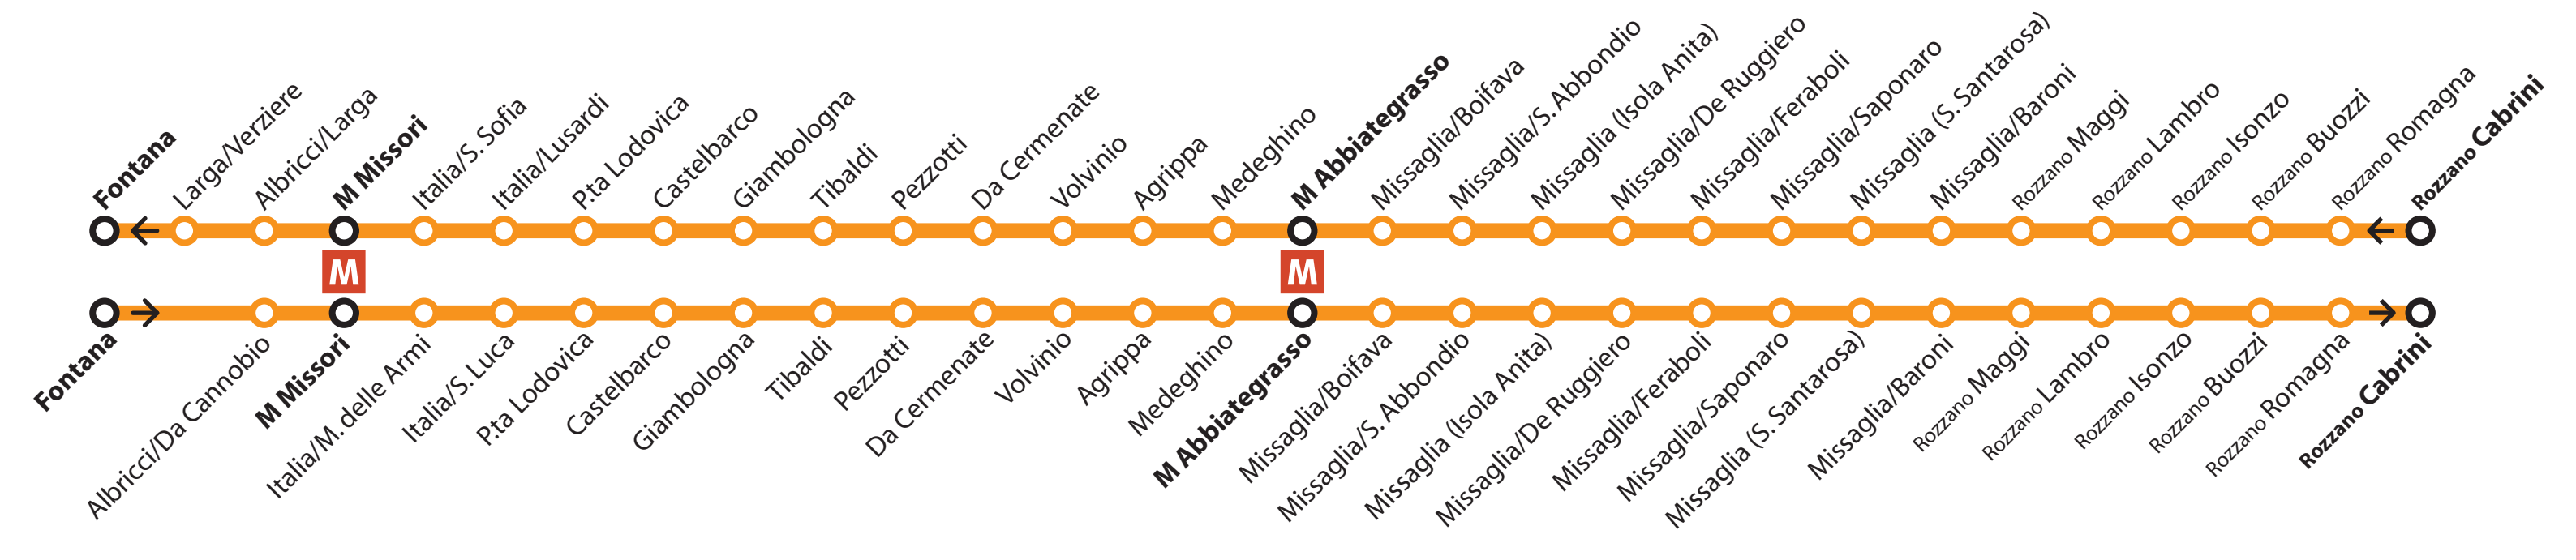 Fontana
Larga/Verziere
Albricci/Larga
M Missori
Italia/S. Sofia
Italia/Lusardi
P.ta Lodovica
Castelbarco
Giambologna
Tibaldi
Pezzotti
Da Cermenate
Volvinio
Agrippa
Medeghino
M Abbiategrasso
Missaglia/Boifava
Missaglia/S. Abbondio
Missaglia (Isola Anita)
Missaglia/De Ruggiero
Missaglia/Feraboli
Missaglia/Saponaro
Missaglia (S. Santarosa)
Missaglia/Baroni
Rozzano Maggi
Rozzano Lambro
Rozzano Isonzo
Rozzano Buozzi
Rozzano Romagna
Rozzano Cabrini
M
M
Fontana
Albricci/Da Cannobio
M Missori
Italia/M. delle Armi
Italia/S. Luca
P.ta Lodovica
Castelbarco
Giambologna
Tibaldi
Pezzotti
Da Cermenate
Volvinio
Agrippa
Medeghino
M Abbiategrasso
Missaglia/Boifava
Missaglia/S. Abbondio
Missaglia (Isola Anita)
Missaglia/De Ruggiero
Missaglia/Feraboli
Missaglia/Saponaro
Missaglia (S. Santarosa)
Missaglia/Baroni
Rozzano Maggi
Rozzano Lambro
Rozzano Isonzo
Rozzano Buozzi
Rozzano Romagna
Rozzano Cabrini